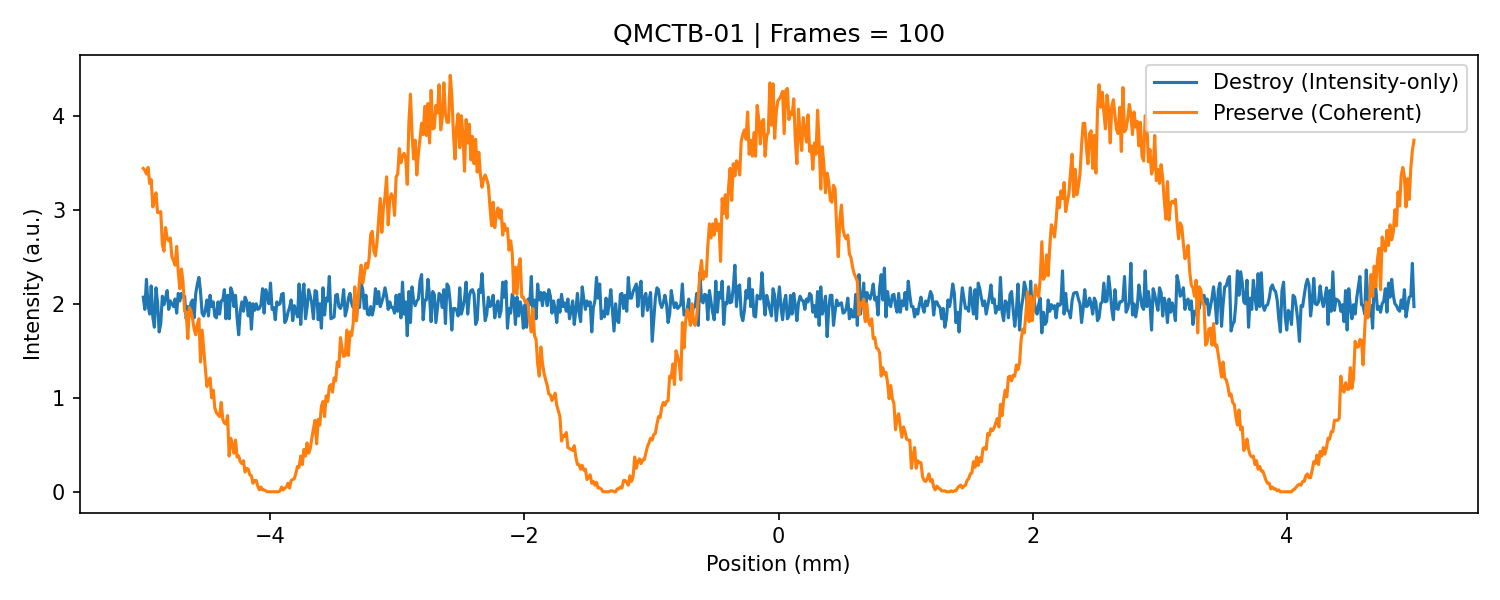 QMCTB-01 | Frames = 100
Destroy (Intensity-only)
Preserve (Coherent)
Intensity (a.u.)
4
3
2
1
0
−4 −2 0 2 4
Position (mm)